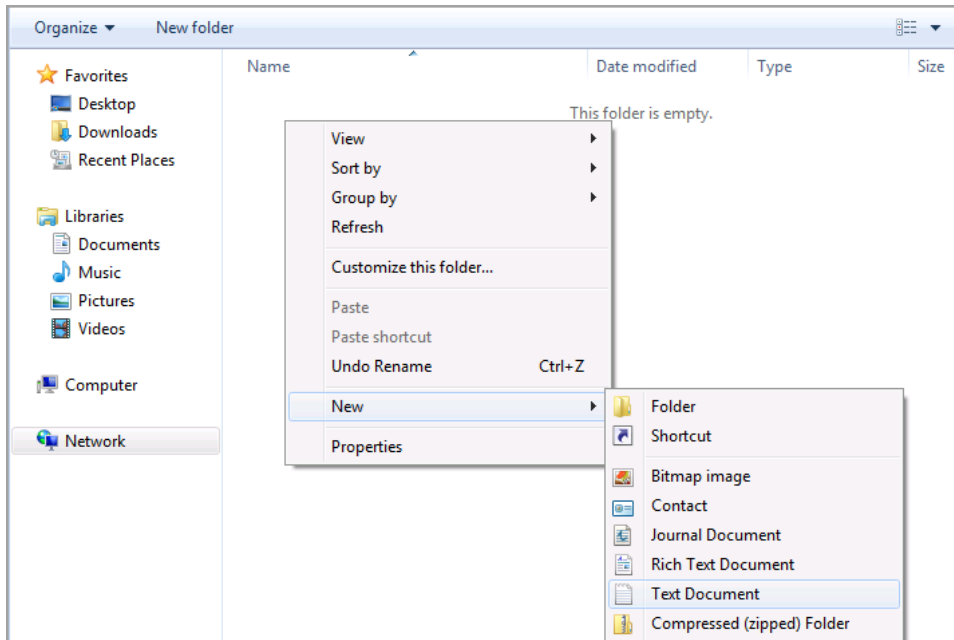 Organize New folder
Name Date modified Type Size
This folder is empty.
Favorites
Desktop
Downloads
Recent Places
Libraries
Documents
Music
Pictures
Videos
Computer
Network
View
Sort by
Group by
Refresh
Customize this folder...
Paste
Paste shortcut
Undo Rename Ctrl+Z
New
Properties
Folder
Shortcut
Bitmap image
Contact
Journal Document
Rich Text Document
Text Document
Compressed (zipped) Folder